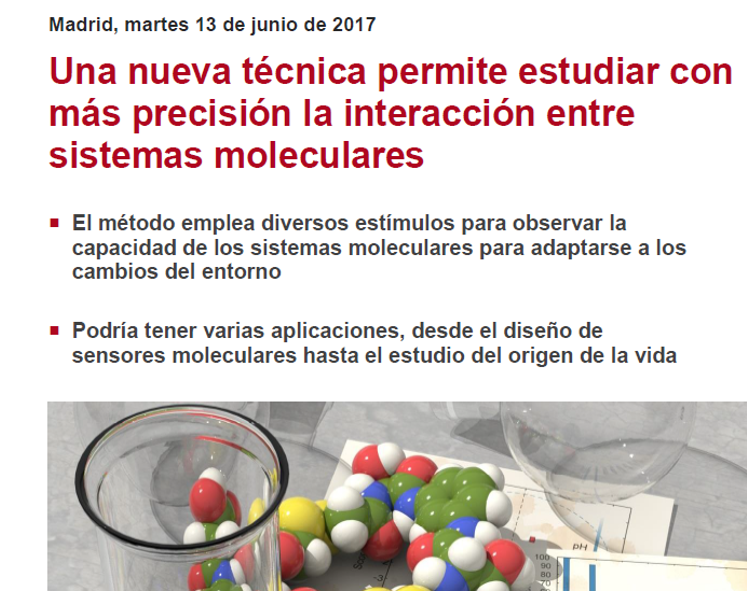 Madrid, martes 13 de junio de 2017
Una nueva técnica permite estudiar con
más precisión la interacción entre
sistemas moleculares
El método emplea diversos estímulos para observar la
capacidad de los sistemas moleculares para adaptarse a los
cambios del entorno
Podría tener varias aplicaciones, desde el diseño de
sensores moleculares hasta el estudio del origen de la vida
pH
100
90
80
-3